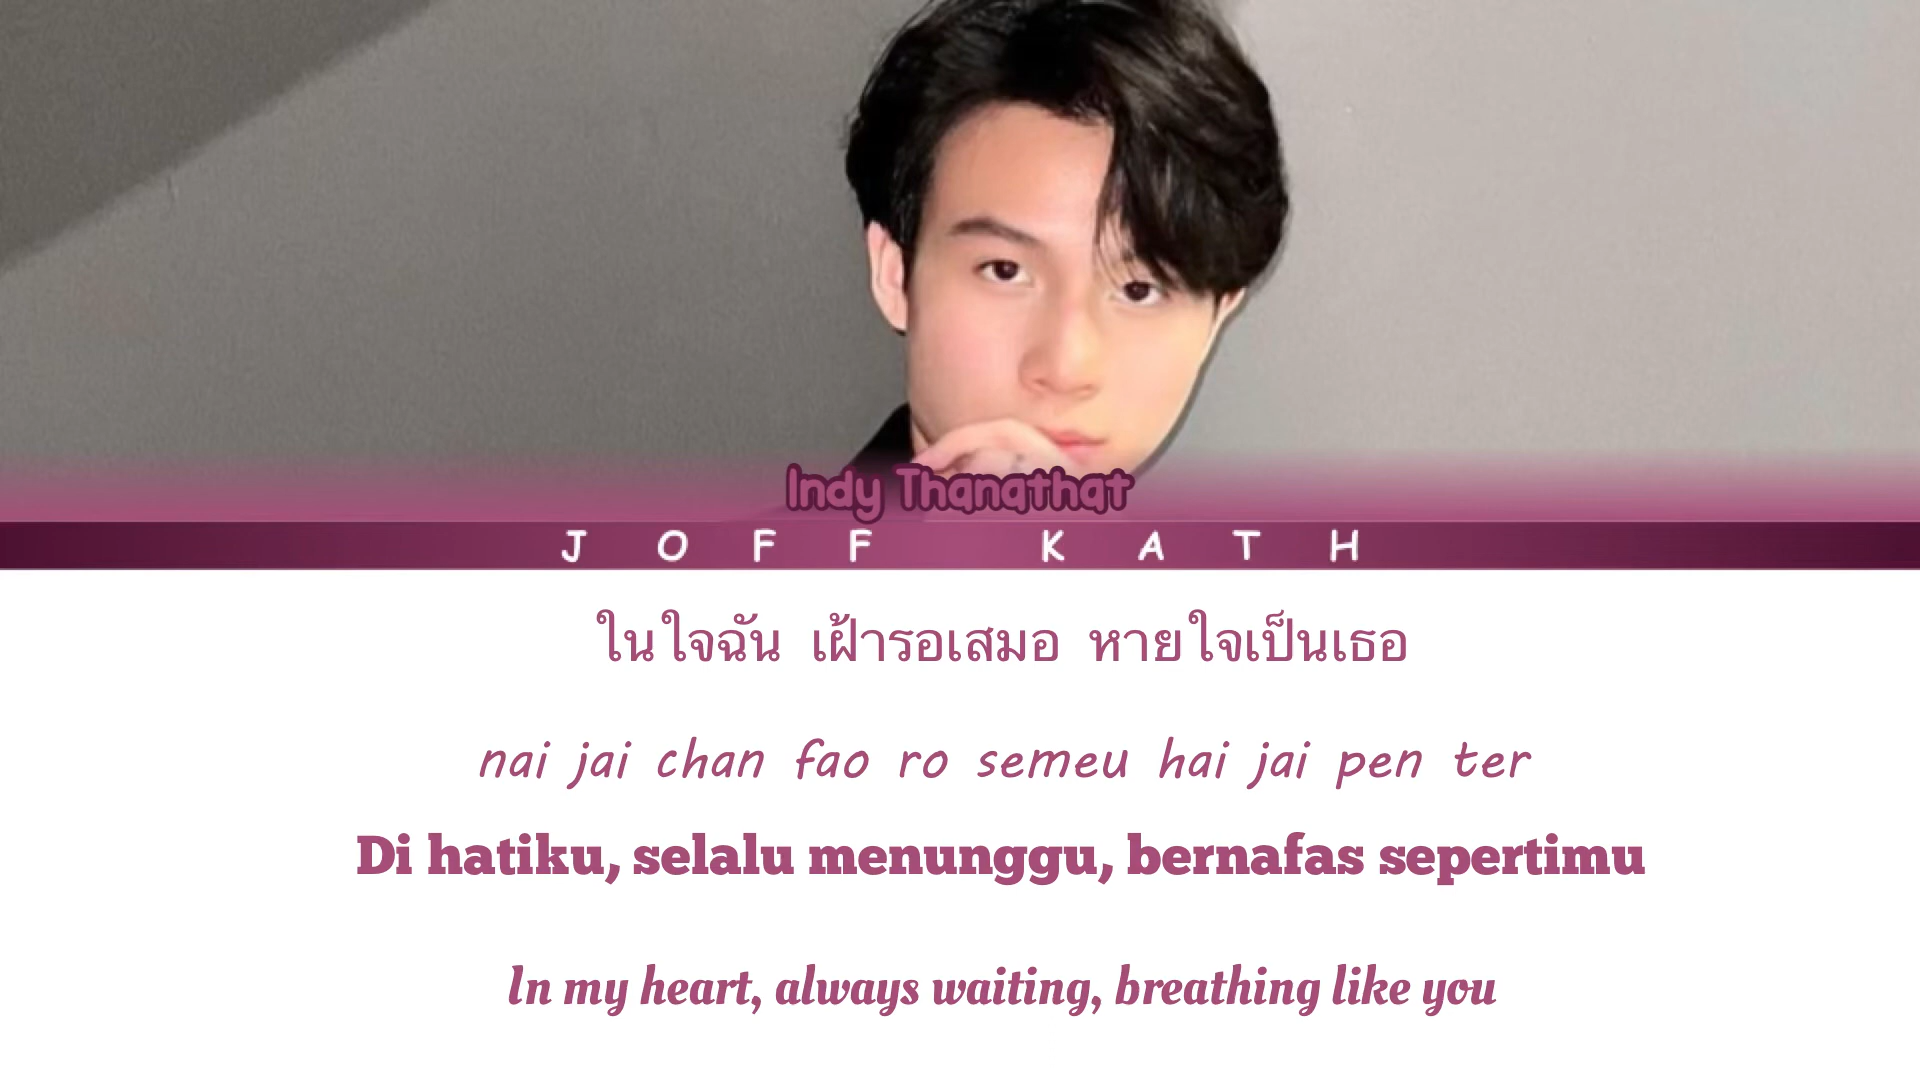 Indy Thanathat
JOFF KATH
ในใจฉัน เฝ้ารอเสมอ หายใจเป็นเธอ
nai jai chan fao ro semeu hai jai pen ter
Di hatiku, selalu menunggu, bernafas sepertimu
In my heart, always waiting, breathing like you